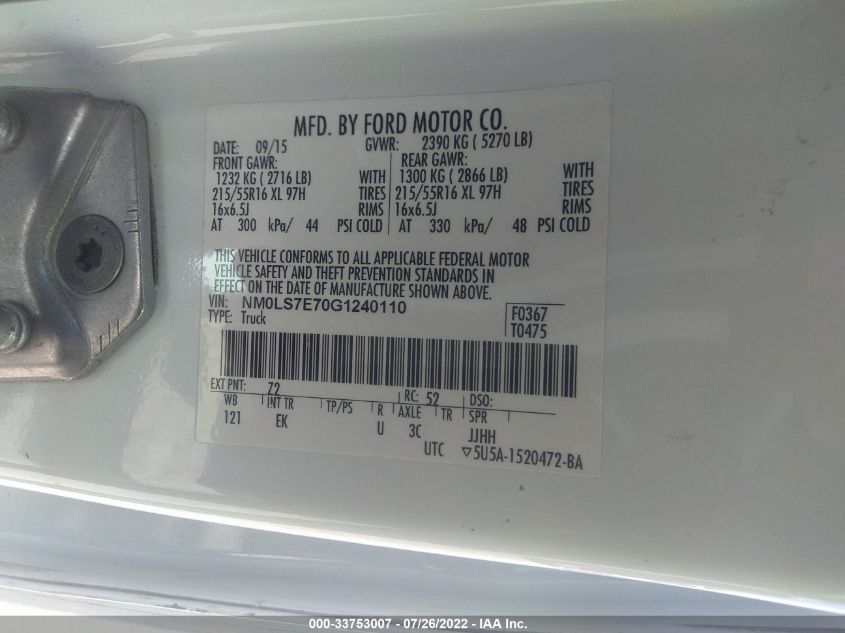 MFD. BY FORD MOTOR CO.
DATE: 09/15 GVWR: 2390 KG ( 5270 LB)
FRONT GAWR: REAR GAWR:
1232 KG ( 2716 LB) WITH 1300 KG ( 2866 LB) WITH
215/55R16 XL 97H TIRES 215/55R16 XL 97H TIRES
16x6.5J RIMS 16x6.5J RIMS
AT 300 kPa/ 44 PSI COLD AT 330 kPa/ 48 PSI COLD
THIS VEHICLE CONFORMS TO ALL APPLICABLE FEDERAL MOTOR
VEHICLE SAFETY AND THEFT PREVENTION STANDARDS IN
EFFECT ON THE DATE OF MANUFACTURE SHOWN ABOVE.
VIN: NM0LS7E70G1240110 F0367
TYPE: Truck T0475
EXT PNT: Z2 RC: 52 DSO:
WB INT TR TP/PS R AXLE TR SPR
121 EK U 3C JJHH
UTC ▽5U5A-1520472-BA
000-33753007 - 07/26/2022 - IAA Inc.